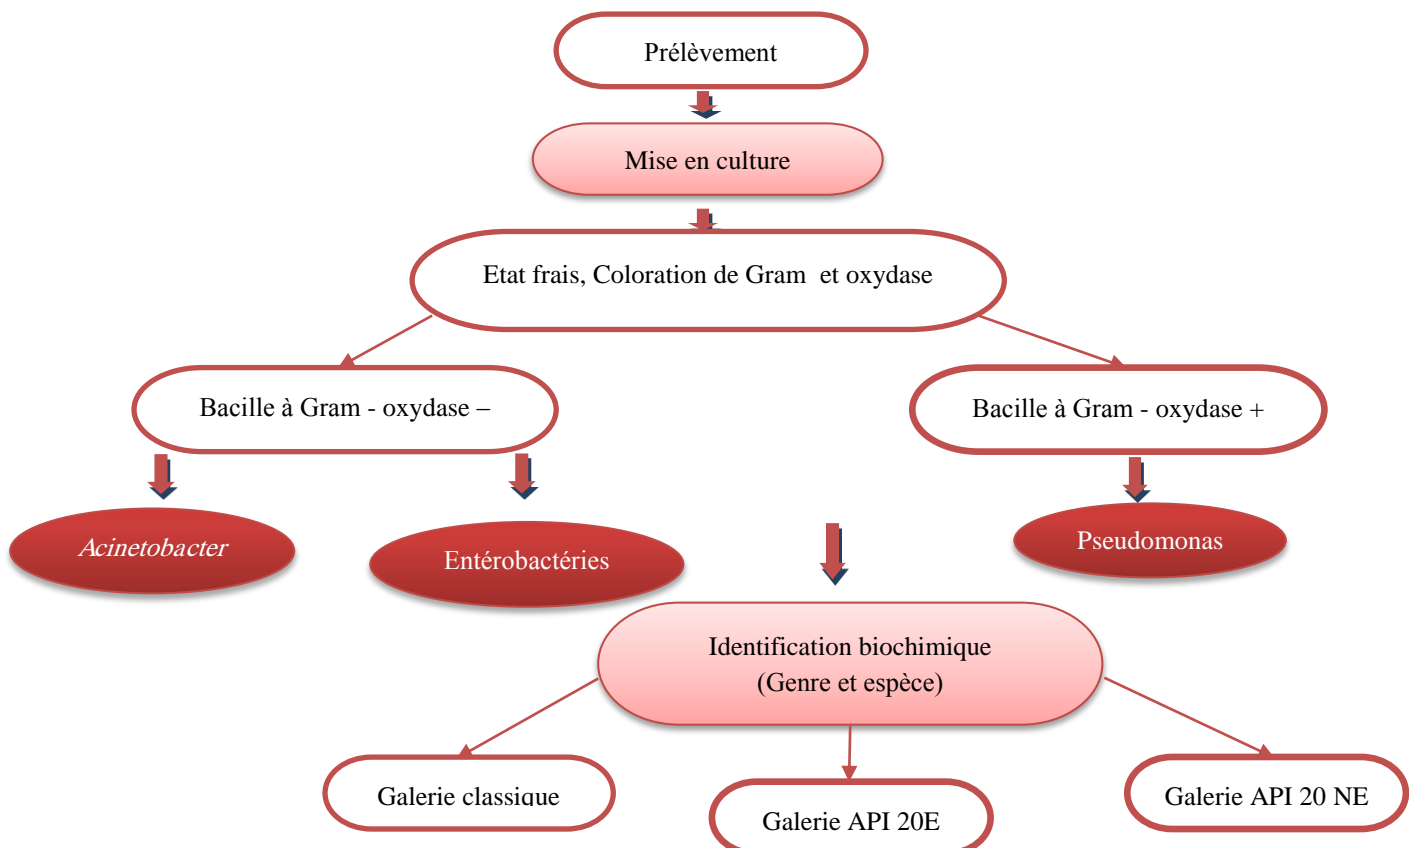 Prélèvement
Mise en culture
Etat frais, Coloration de Gram et oxydase
Bacille à Gram - oxydase –
Bacille à Gram - oxydase +
Acinetobacter
Entérobactéries
Pseudomonas
Identification biochimique
(Genre et espèce)
Galerie classique
Galerie API 20E
Galerie API 20 NE